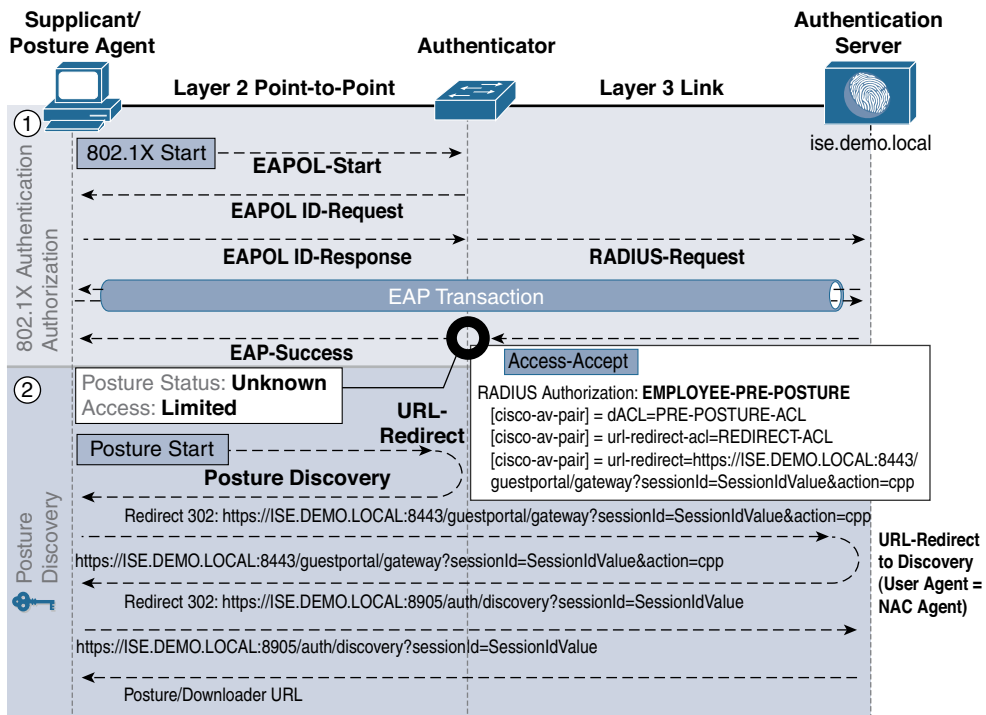 Supplicant/
Posture Agent
Authenticator
Authentication
Server
Layer 2 Point-to-Point
Layer 3 Link
ise.demo.local
1
802.1X Authentication
Authorization
802.1X Start
EAPOL-Start
EAPOL ID-Request
EAPOL ID-Response
RADIUS-Request
EAP Transaction
EAP-Success
Access-Accept
RADIUS Authorization: EMPLOYEE-PRE-POSTURE
[cisco-av-pair] = dACL=PRE-POSTURE-ACL
[cisco-av-pair] = url-redirect-acl=REDIRECT-ACL
[cisco-av-pair] = url-redirect=https://ISE.DEMO.LOCAL:8443/
guestportal/gateway?sessionId=SessionIdValue&action=cpp
2
Posture Status: Unknown
Access: Limited
URL-
Redirect
Posture Start
Posture Discovery
Posture
Discovery
Redirect 302: https://ISE.DEMO.LOCAL:8443/guestportal/gateway?sessionId=SessionIdValue&action=cpp
https://ISE.DEMO.LOCAL:8443/guestportal/gateway?sessionId=SessionIdValue&action=cpp
URL-Redirect
to Discovery
(User Agent =
NAC Agent)
Redirect 302: https://ISE.DEMO.LOCAL:8905/auth/discovery?sessionId=SessionIdValue
https://ISE.DEMO.LOCAL:8905/auth/discovery?sessionId=SessionIdValue
Posture/Downloader URL